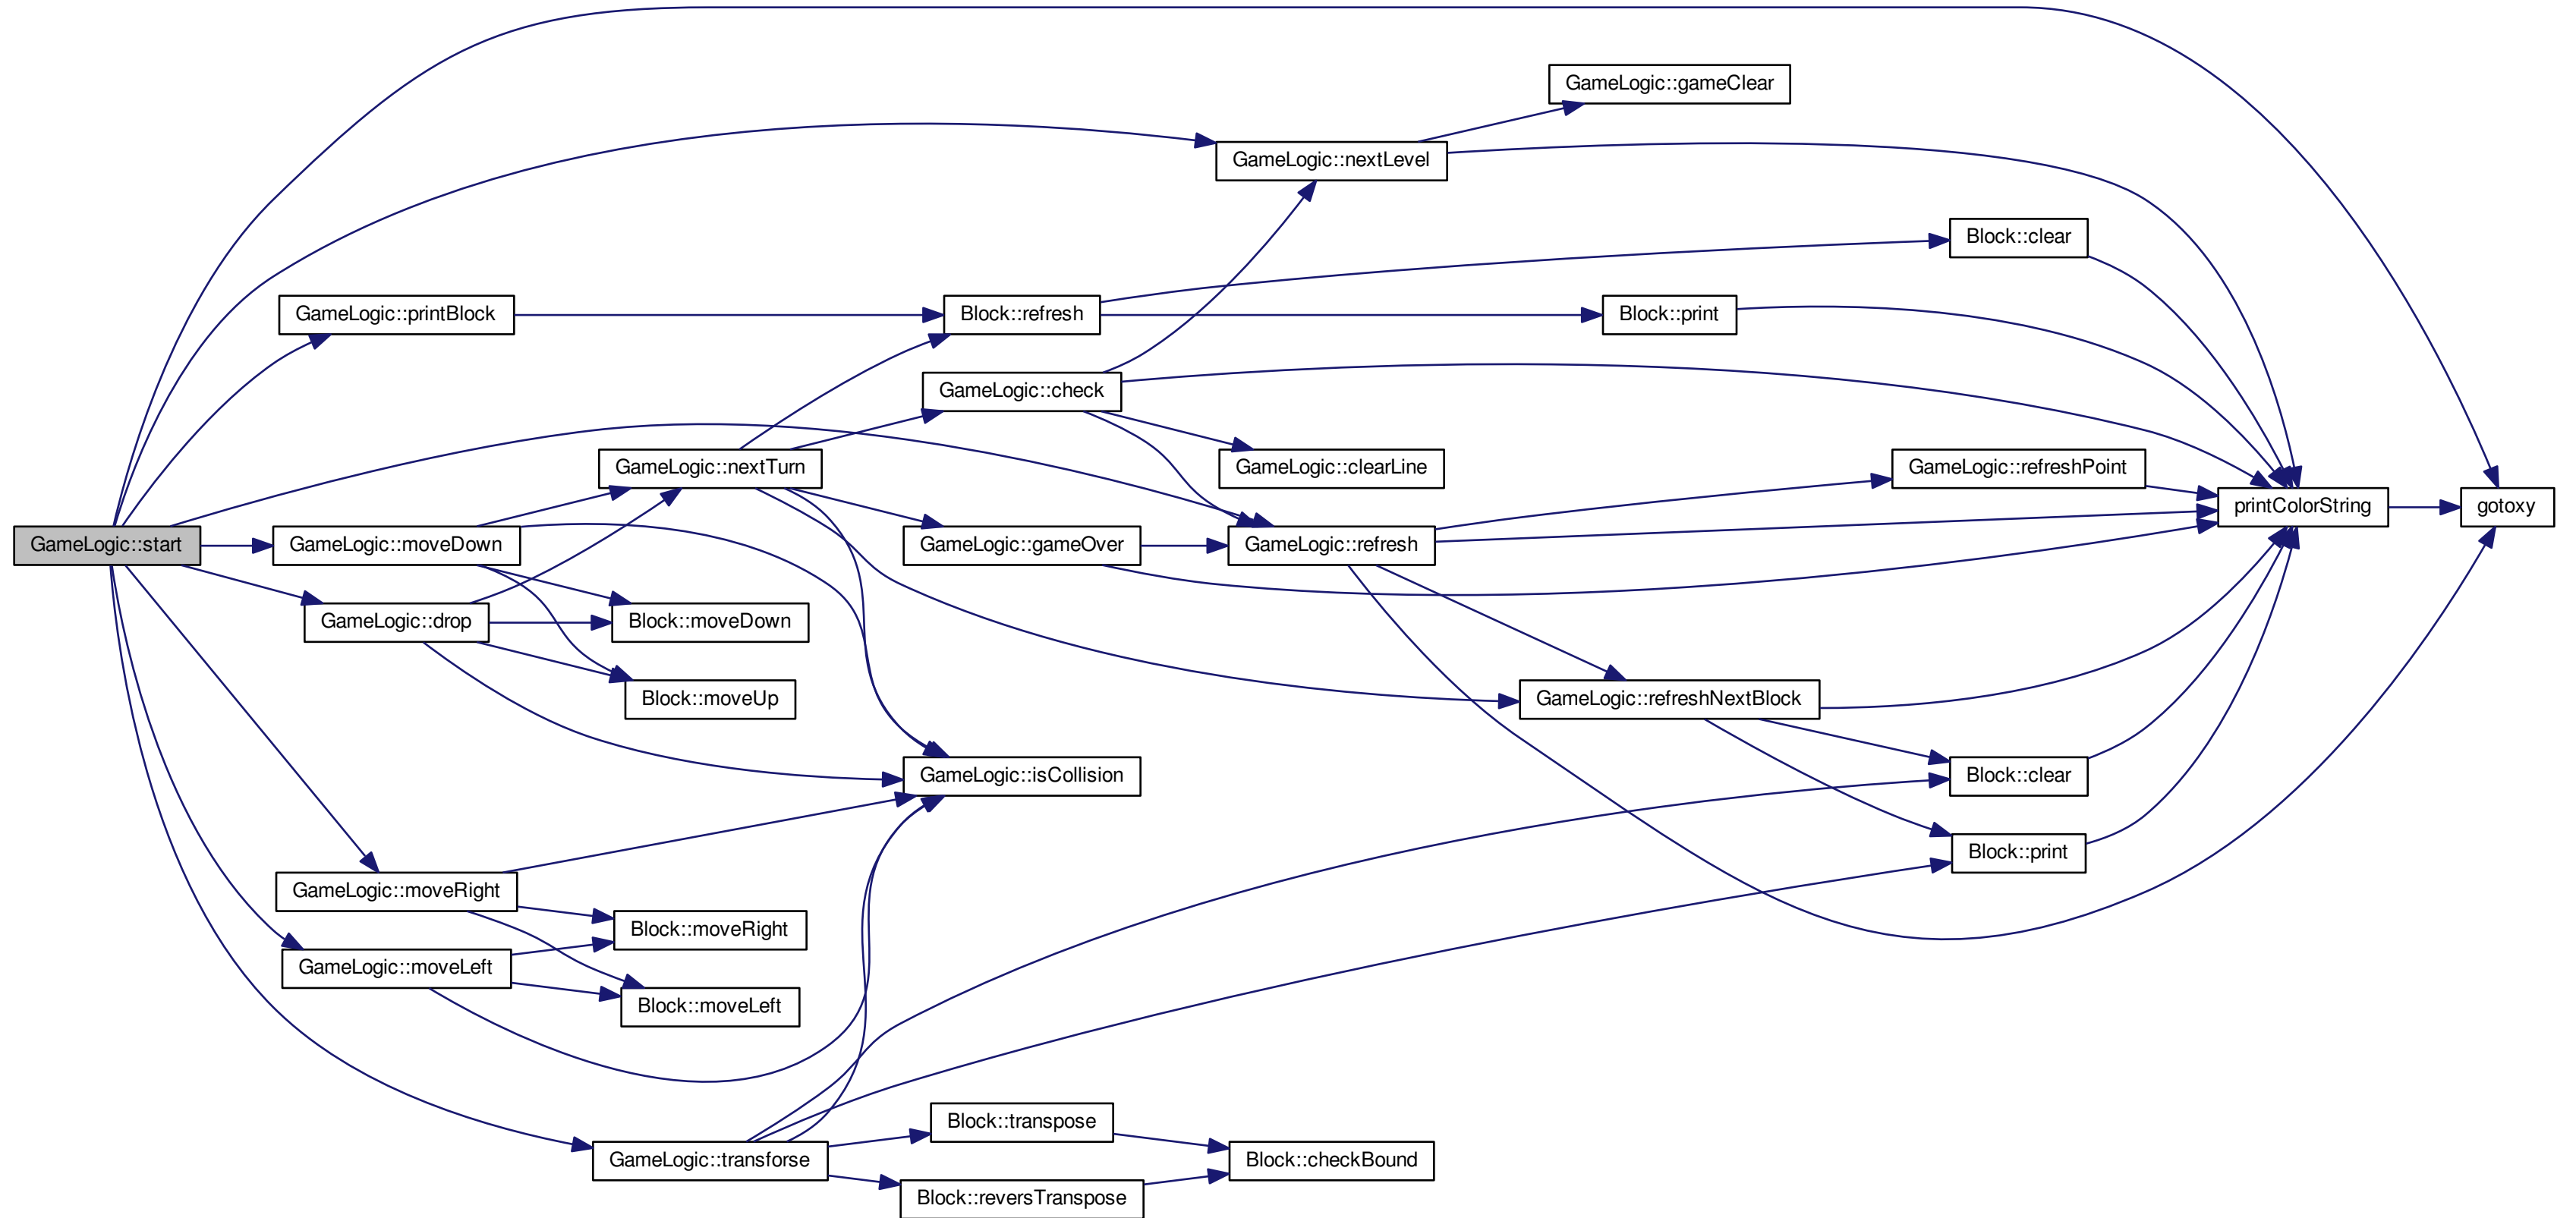 GameLogic::gameClear
GameLogic::nextLevel
Block::clear
GameLogic::printBlock
Block::refresh
Block::print
GameLogic::check
GameLogic::nextTurn
GameLogic::clearLine
GameLogic::refreshPoint
printColorString
gotoxy
GameLogic::start
GameLogic::moveDown
GameLogic::gameOver
GameLogic::refresh
GameLogic::drop
Block::moveDown
Block::moveUp
GameLogic::refreshNextBlock
GameLogic::isCollision
Block::clear
Block::print
GameLogic::moveRight
Block::moveRight
GameLogic::moveLeft
Block::moveLeft
Block::transpose
GameLogic::transforse
Block::checkBound
Block::reversTranspose